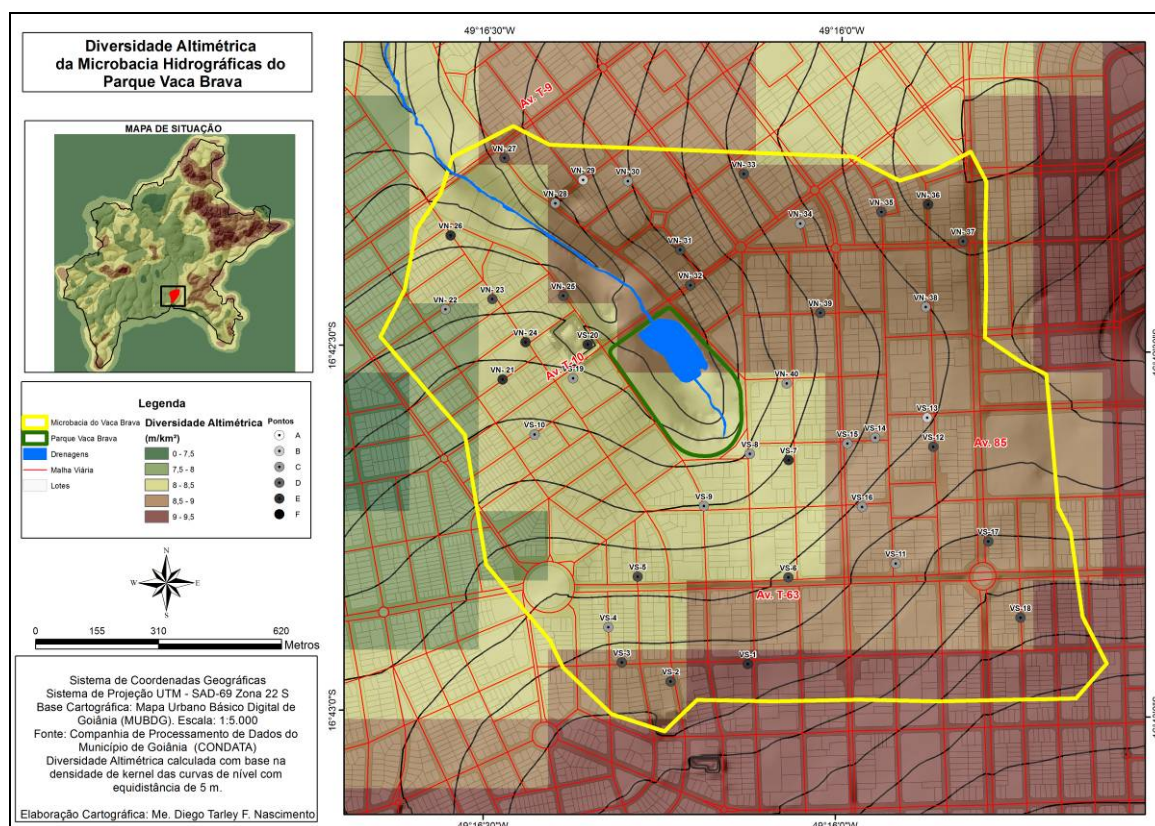 Diversidade Altimétrica
da Microbacia Hidrográficas do
Parque Vaca Brava
MAPA DE SITUAÇÃO
Legenda
Microbacia do Vaca Brava
Parque Vaca Brava
Drenagens
Malha Viária
Lotes
Diversidade Altimétrica
(m/km²)
0 - 7,5
7,5 - 8
8 - 8,5
8,5 - 9
9 - 9,5
Pontos
A
B
C
D
E
F
N
W
E
S
0 155 310 620
Metros
Sistema de Coordenadas Geográficas
Sistema de Projeção UTM - SAD-69 Zona 22 S
Base Cartográfica: Mapa Urbano Básico Digital de
Goiânia (MUBDG). Escala: 1:5.000
Fonte: Companhia de Processamento de Dados do
Município de Goiânia (CONDATA)
Diversidade Altimétrica calculada com base na
densidade de kernel das curvas de nível com
equidistância de 5 m.
Elaboração Cartográfica: Me. Diego Tarley F. Nascimento
49°16'30"W
49°16'0"W
Av. T-9
VN- 27
VN- 29
VN- 30
VN- 33
VN- 28
VN- 34
VN- 35
VN- 36
VN- 26
VN- 31
VN- 37
VN- 32
VN- 25
VN- 23
VN- 22
VN- 39
VN- 38
16°42'30"S
VN- 24
VS-20
Av. T-10
VN- 21
VS-19
VN- 40
VS-13
VS-10
VS-15
VS-14
VS-12
Av. 85
VS-8
VS-7
VS-9
VS-16
VS-17
VS-11
VS-5
VS-6
Av. T-63
VS-4
VS-18
VS-3
VS-1
VS-2
16°43'0"S
49°16'30"W
49°16'0"W